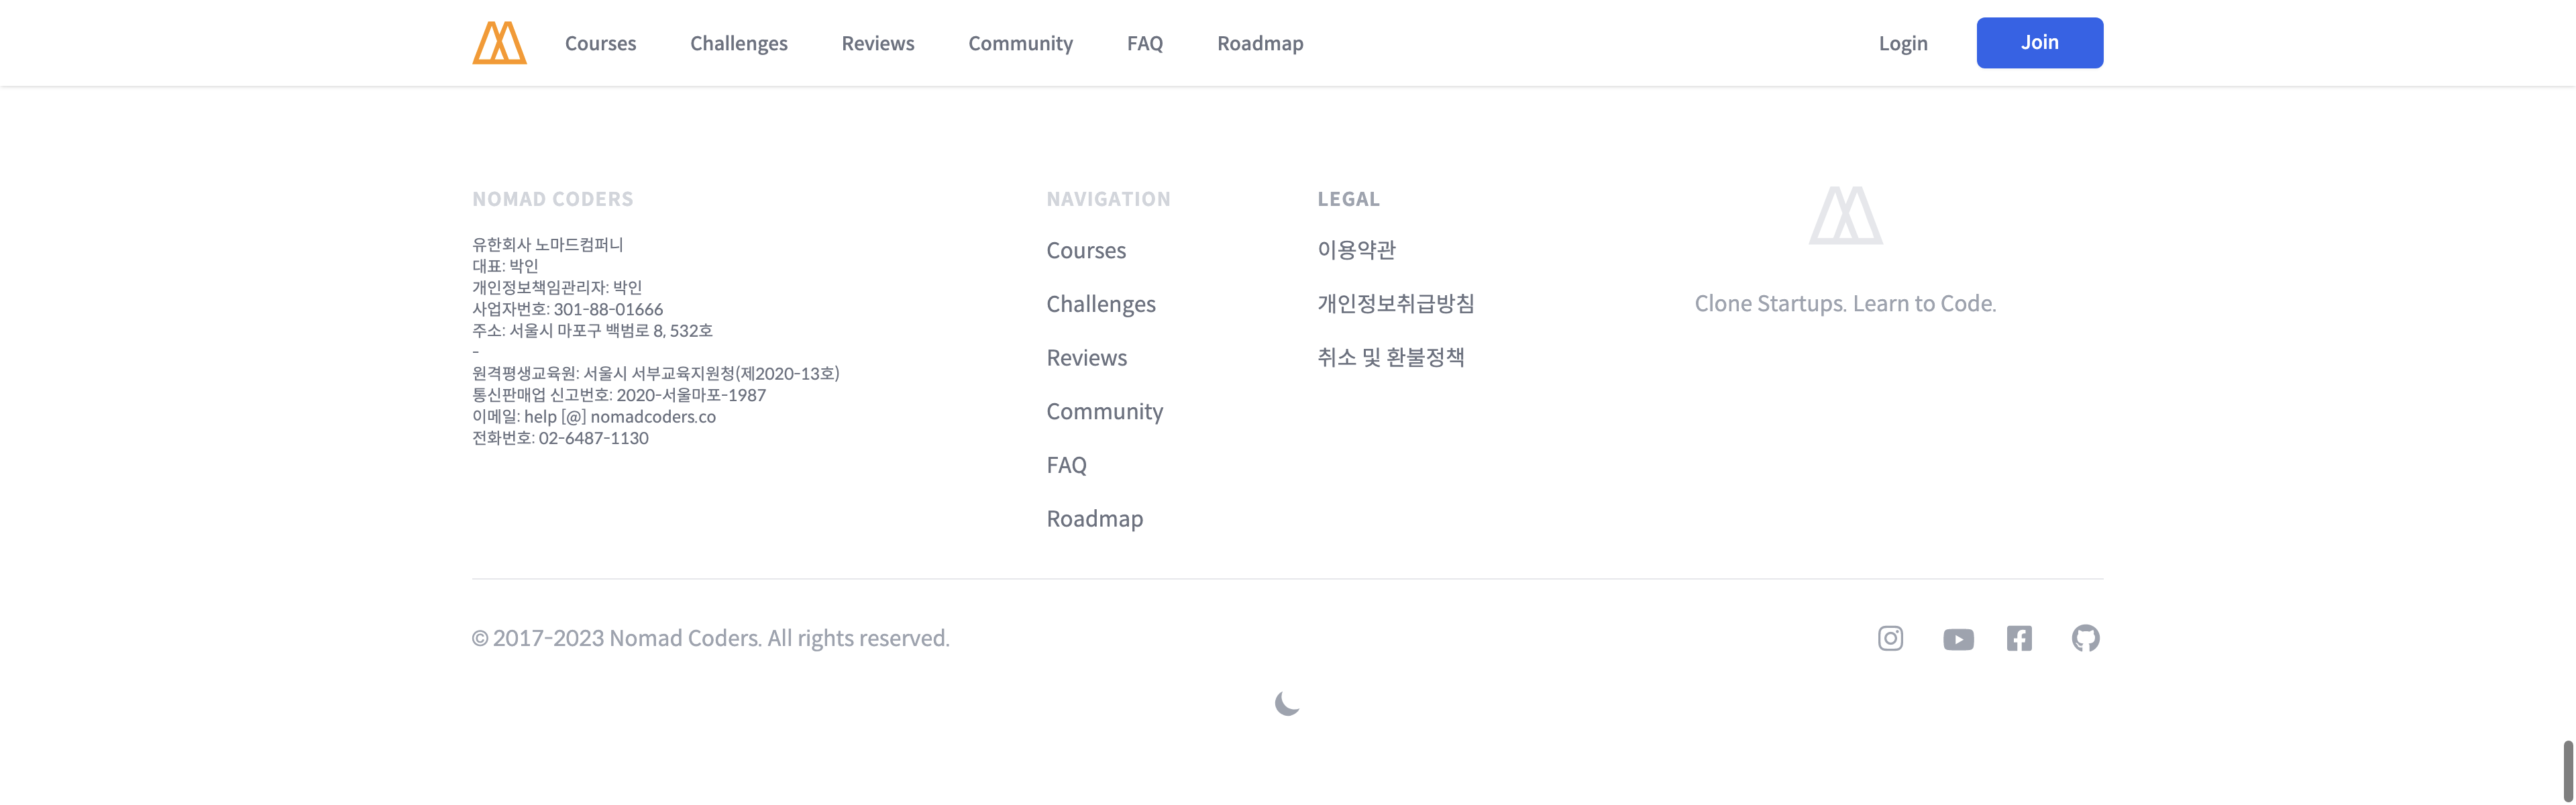 Courses
Challenges
Reviews
Community
FAQ
Roadmap
Login
Join
NOMAD CODERS
유한회사 노마드컴퍼니
대표: 박인
개인정보책임관리자: 박인
사업자번호: 301-88-01666
주소: 서울시 마포구 백범로 8, 532호
-
원격평생교육원: 서울시 서부교육지원청(제2020-13호)
통신판매업 신고번호: 2020-서울마포-1987
이메일: help [@] nomadcoders.co
전화번호: 02-6487-1130
NAVIGATION
Courses
Challenges
Reviews
Community
FAQ
Roadmap
LEGAL
이용약관
개인정보취급방침
취소 및 환불정책
Clone Startups. Learn to Code.
© 2017-2023 Nomad Coders. All rights reserved.